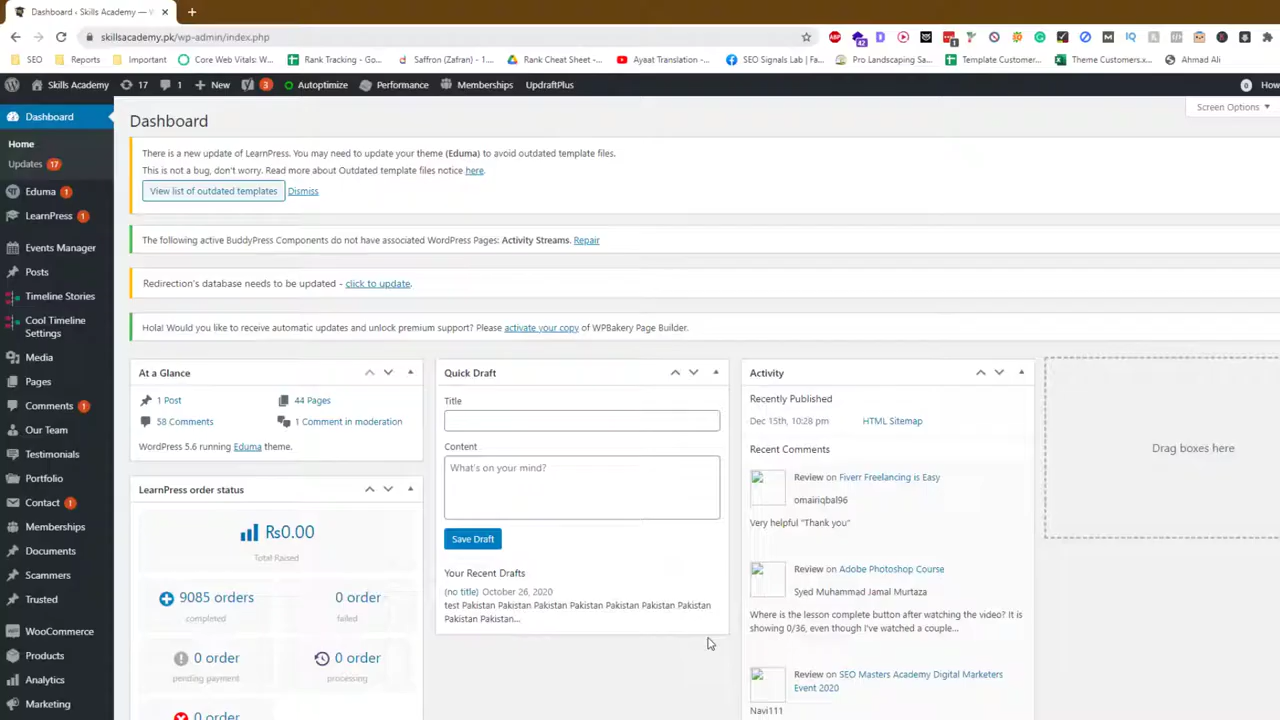 Dashboard ‹ Skills Academy —
skillsacademy.pk/wp-admin/index.php
42
1
SEO
Reports
Important
Core Web Vitals: W...
Rank Tracking - Go...
Saffron (Zafran) - 1....
Rank Cheat Sheet -...
Ayaat Translation -...
SEO Signals Lab | Fa...
Pro Landscaping Sa...
Template Customer...
Theme Customers.x...
Ahmad Ali
Skills Academy
17
1
New
3
Autoptimize
Performance
Memberships
UpdraftPlus
0
How
Dashboard
Home
Updates 17
Eduma 1
LearnPress 1
Events Manager
Posts
Timeline Stories
Cool Timeline
Settings
Media
Pages
Comments 1
Our Team
Testimonials
Portfolio
Contact 1
Memberships
Documents
Scammers
Trusted
WooCommerce
Products
Analytics
Marketing
Screen Options
Dashboard
There is a new update of LearnPress. You may need to update your theme (Eduma) to avoid outdated template files.
This is not a bug, don't worry. Read more about Outdated template files notice here.
View list of outdated templates
Dismiss
The following active BuddyPress Components do not have associated WordPress Pages: Activity Streams. Repair
Redirection's database needs to be updated - click to update.
Hola! Would you like to receive automatic updates and unlock premium support? Please activate your copy of WPBakery Page Builder.
At a Glance
1 Post
44 Pages
58 Comments
1 Comment in moderation
WordPress 5.6 running Eduma theme.
LearnPress order status
Rs0.00
Total Raised
9085 orders
completed
0 order
failed
0 order
pending payment
0 order
processing
0 order
Quick Draft
Title
Content
What's on your mind?
Save Draft
Your Recent Drafts
(no title) October 26, 2020
test Pakistan Pakistan Pakistan Pakistan Pakistan Pakistan
Pakistan Pakistan...
Activity
Recently Published
Dec 15th, 10:28 pm
HTML Sitemap
Recent Comments
Review on Fiverr Freelancing is Easy
omairiqbal96
Very helpful "Thank you"
Review on Adobe Photoshop Course
Syed Muhammad Jamal Murtaza
Where is the lesson complete button after watching the video? It is
showing 0/36, even though I've watched a couple...
Review on SEO Masters Academy Digital Marketers
Event 2020
Navi111
Drag boxes here